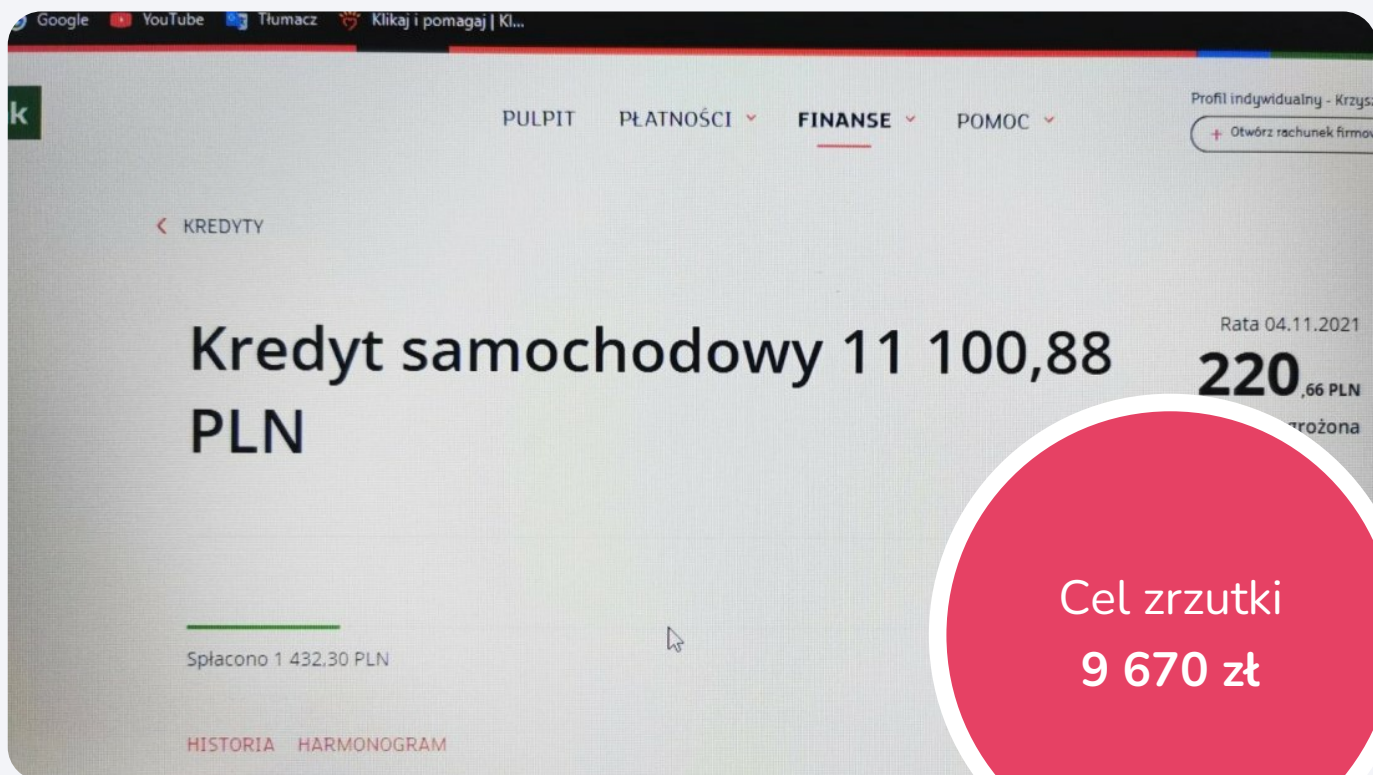 Google YouTube Tłumacz Klikaj i pomagaj | Kl...
k
PULPIT PŁATNOŚCI FINANSE POMOC
Profil indywidualny - Krzys
+ Otwórz rachunek firmow
KREDYTY
Kredyt samochodowy 11 100,88
PLN
Rata 04.11.2021
220,66 PLN
grożona
Spłacono 1 432,30 PLN
HISTORIA HARMONOGRAM
Cel zrzutki
9 670 zł